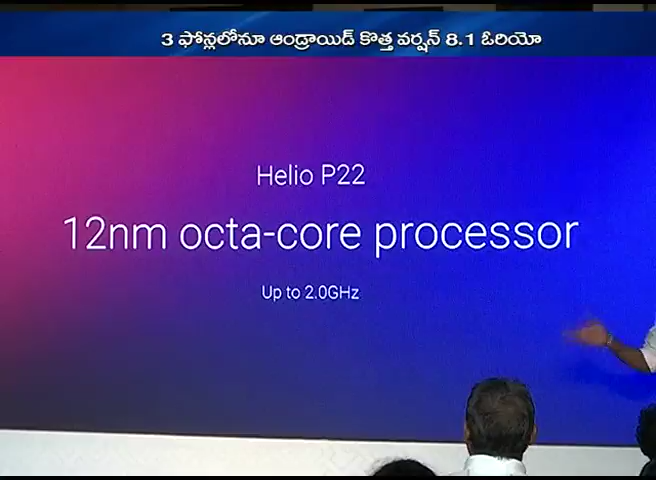 3 ఫోన్లలోనూ ఆండ్రాయిడ్ కొత్త వర్షన్ 8.1 ఓరియో
Helio P22
12nm octa-core processor
Up to 2.0GHz